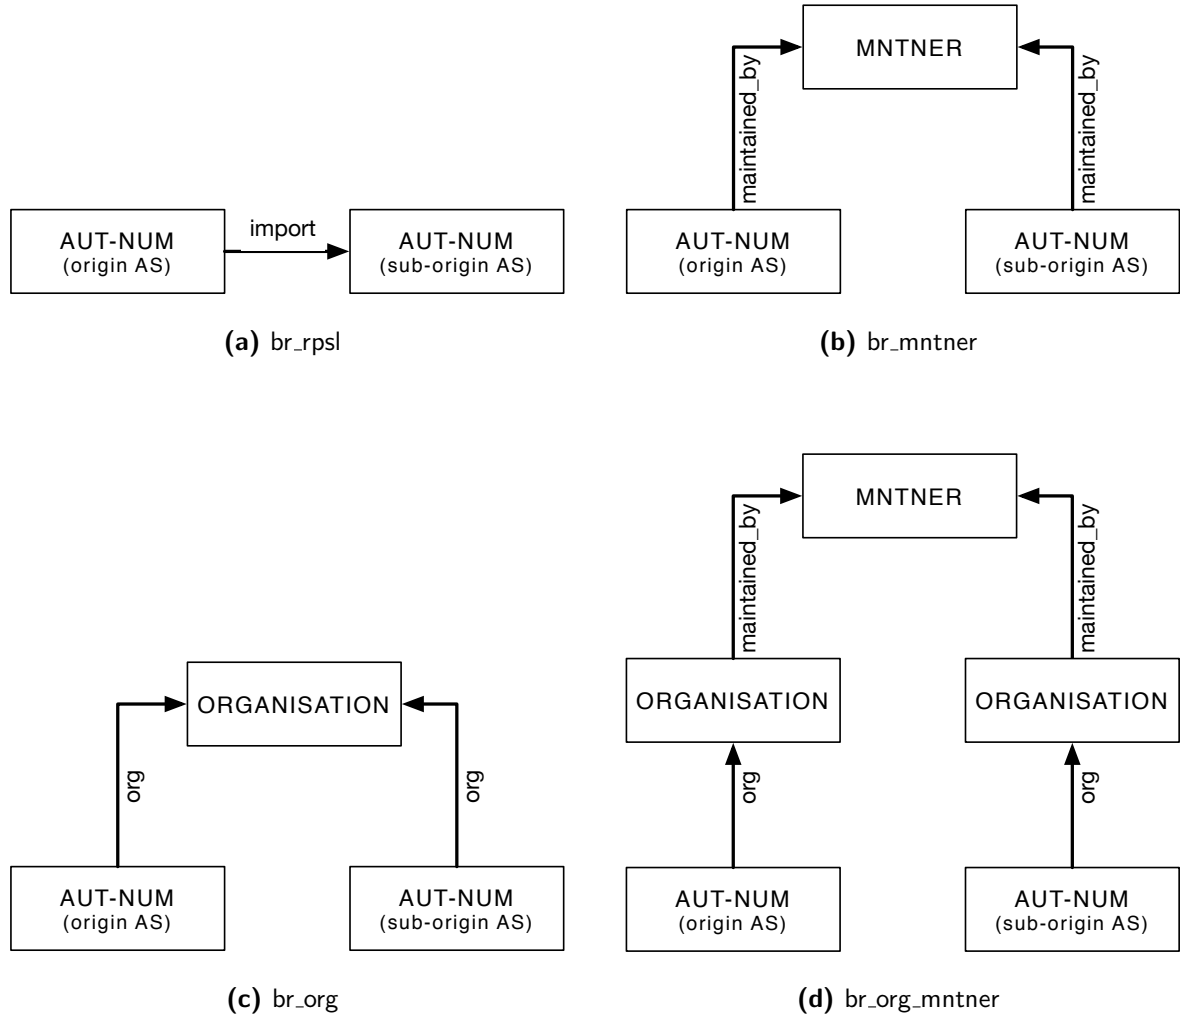 MNTNER
maintained_by
maintained_by
AUT-NUM
(origin AS)
import
AUT-NUM
(sub-origin AS)
AUT-NUM
(origin AS)
AUT-NUM
(sub-origin AS)
(a) br_rpsl
(b) br_mntner
MNTNER
maintained_by
maintained_by
ORGANISATION
ORGANISATION
ORGANISATION
org
org
org
org
AUT-NUM
(origin AS)
AUT-NUM
(sub-origin AS)
AUT-NUM
(origin AS)
AUT-NUM
(sub-origin AS)
(c) br_org
(d) br_org_mntner